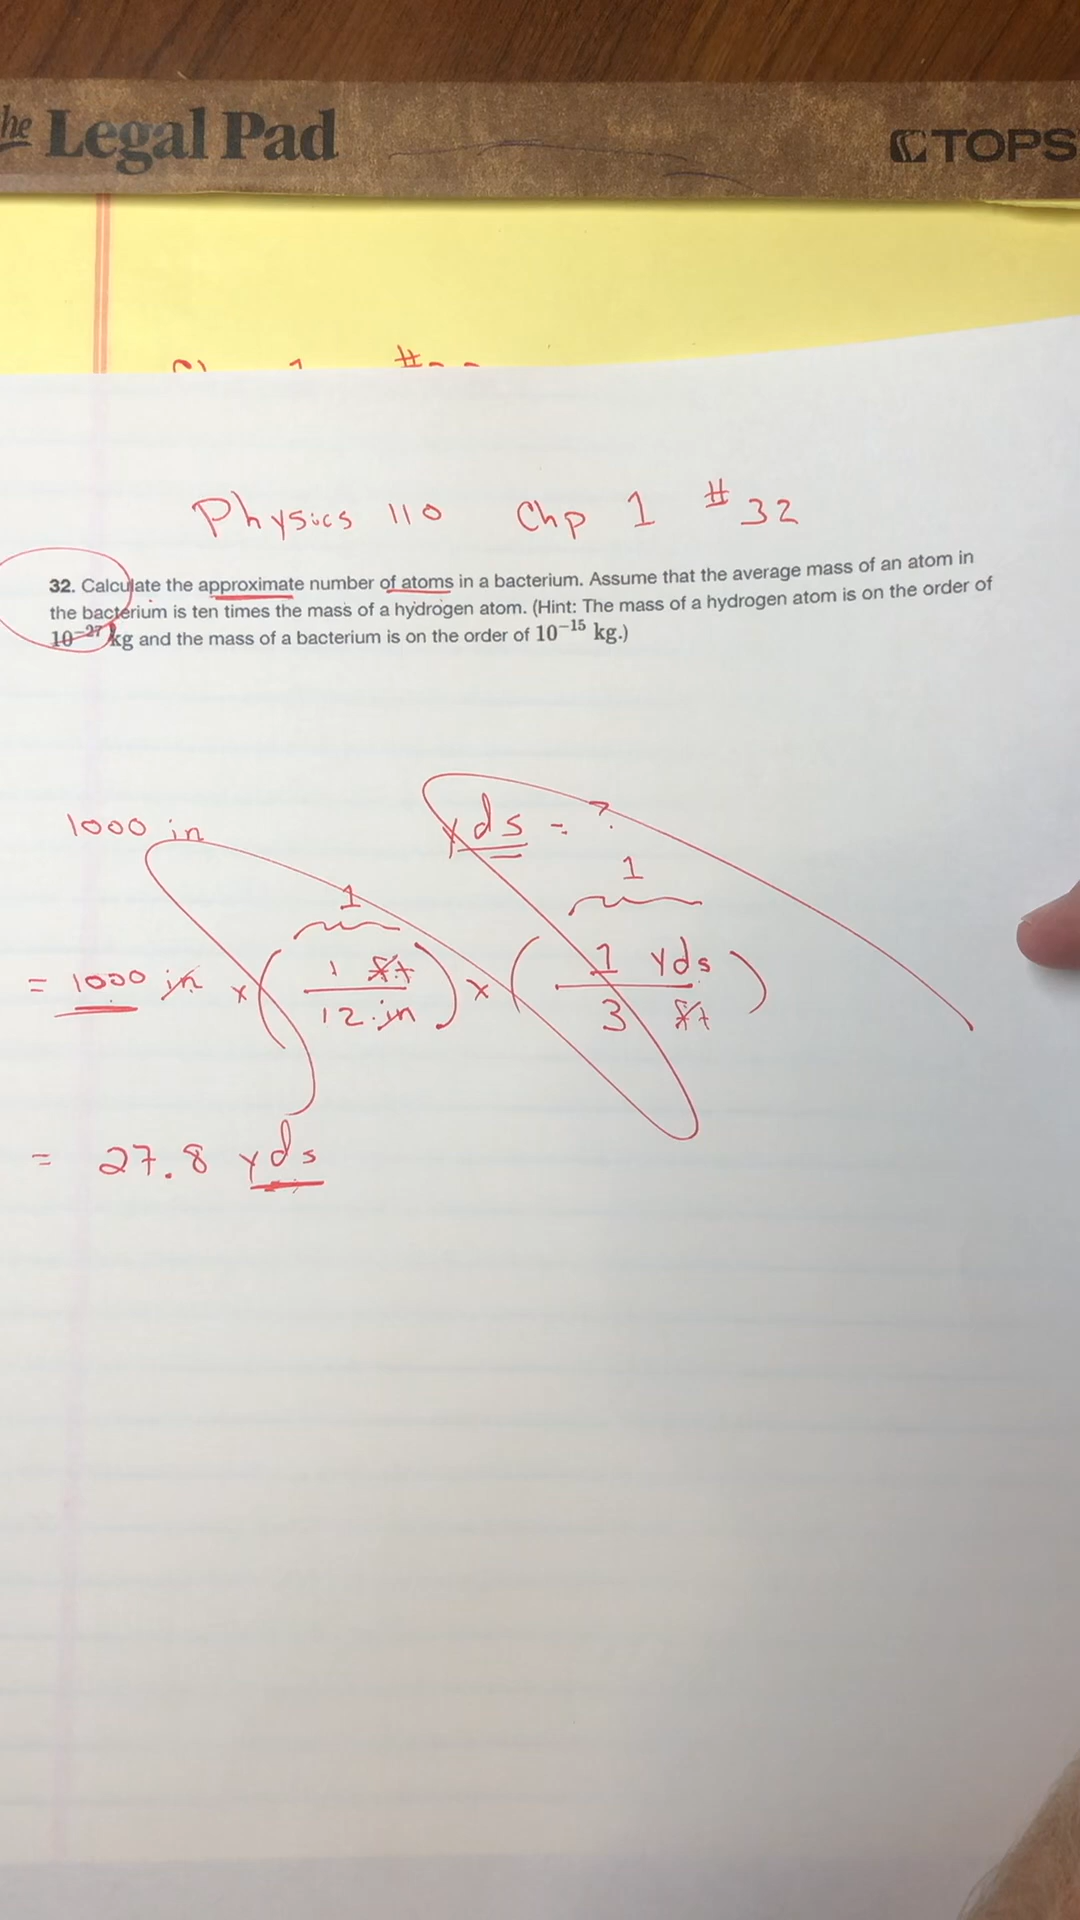 the Legal Pad TOPS
#
Physics 110 Chp 1 # 32
32. Calculate the approximate number of atoms in a bacterium. Assume that the average mass of an atom in
the bacterium is ten times the mass of a hydrogen atom. (Hint: The mass of a hydrogen atom is on the order of
10⁻²⁷ kg and the mass of a bacterium is on the order of 10⁻¹⁵ kg.)
1000 in yds = ?
1 1
= 1000 in x ( 1 ft / 12 in ) x ( 1 yds / 3 ft )
= 27.8 yds